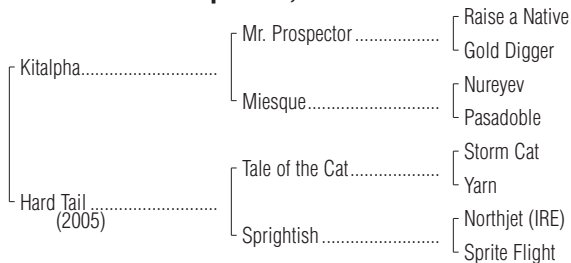 Raise a Native
Mr. Prospector..................
Gold Digger
Kitalpha.............................
Nureyev
Miesque............................
Pasadoble
Storm Cat
Tale of the Cat...................
Yarn
Hard Tail .....................
(2005)
Northjet (IRE)
Sprightish ........................
Sprite Flight